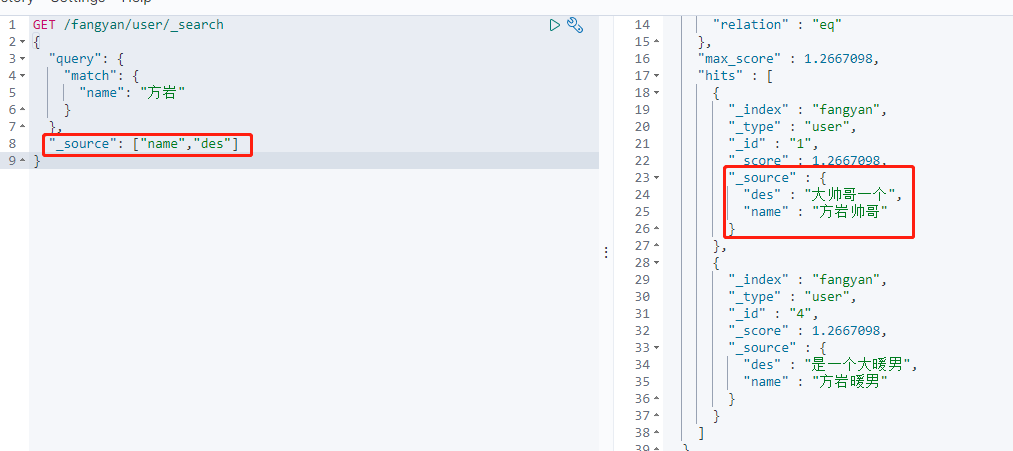 Settings Help
1 GET /fangyan/user/_search
2 {
3 "query": {
4 "match": {
5 "name": "方岩"
6 }
7 },
8 "_source": ["name","des"]
9 }
14 "relation" : "eq"
15 },
16 "max_score" : 1.2667098,
17 "hits" : [
18 {
19 "_index" : "fangyan",
20 "_type" : "user",
21 "_id" : "1",
22 "_score" : 1.2667098,
23 "_source" : {
24 "des" : "大帅哥一个",
25 "name" : "方岩帅哥"
26 }
27 },
28 {
29 "_index" : "fangyan",
30 "_type" : "user",
31 "_id" : "4",
32 "_score" : 1.2667098,
33 "_source" : {
34 "des" : "是一个大暖男",
35 "name" : "方岩暖男"
36 }
37 }
38 ]
39 }